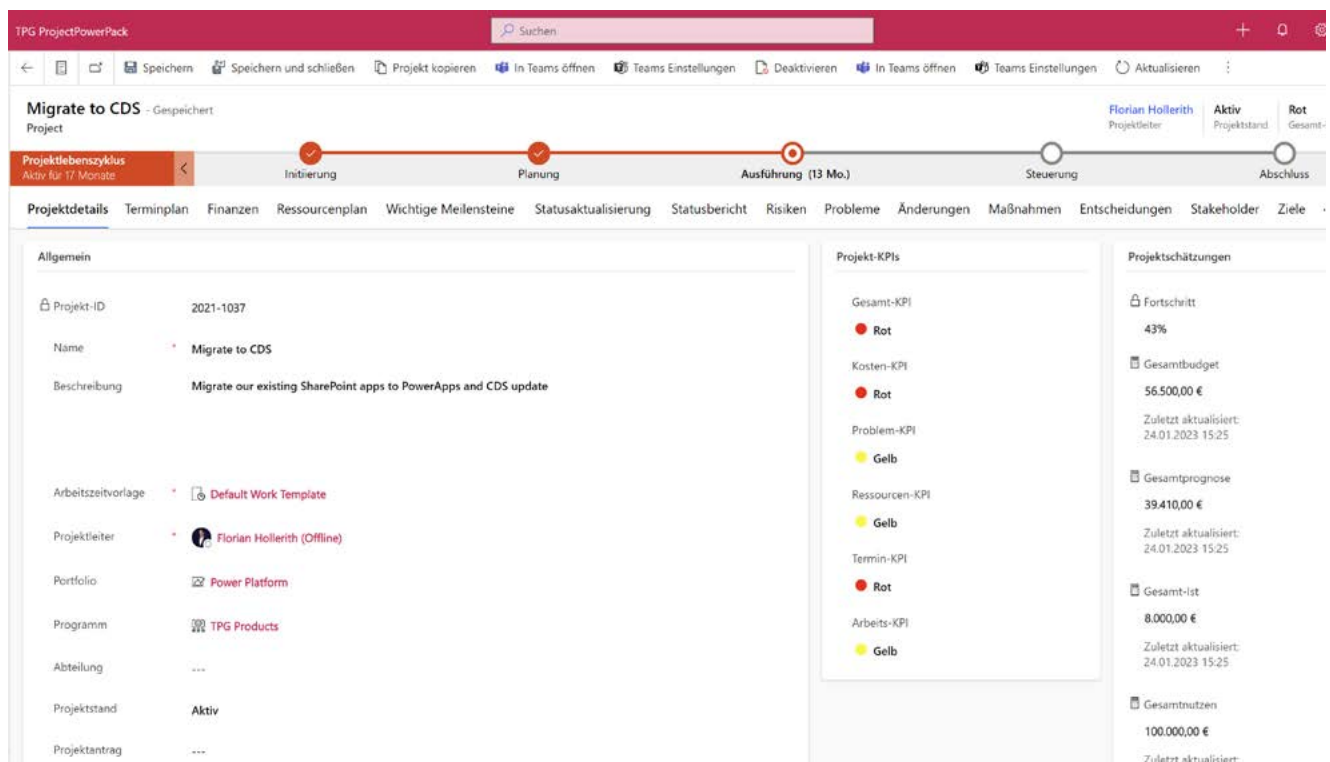 TPG ProjectPowerPack
Suchen
Speichern
Speichern und schließen
Projekt kopieren
In Teams öffnen
Teams Einstellungen
Deaktivieren
In Teams öffnen
Teams Einstellungen
Aktualisieren
Migrate to CDS - Gespeichert
Project
Florian Hollerith
Projektleiter
Aktiv
Projektstand
Rot
Gesamt-
Projektlebenszyklus
Aktiv für 17 Monate
Initiierung
Planung
Ausführung (13 Mo.)
Steuerung
Abschluss
Projektdetails
Terminplan
Finanzen
Ressourcenplan
Wichtige Meilensteine
Statusaktualisierung
Statusbericht
Risiken
Probleme
Änderungen
Maßnahmen
Entscheidungen
Stakeholder
Ziele
Allgemein
Projekt-ID
2021-1037
Name *
Migrate to CDS
Beschreibung
Migrate our existing SharePoint apps to PowerApps and CDS update
Arbeitszeitvorlage *
Default Work Template
Projektleiter *
Florian Hollerith (Offline)
Portfolio
Power Platform
Programm
TPG Products
Abteilung
---
Projektstand
Aktiv
Projektantrag
---
Projekt-KPIs
Gesamt-KPI
Rot
Kosten-KPI
Rot
Problem-KPI
Gelb
Ressourcen-KPI
Gelb
Termin-KPI
Rot
Arbeits-KPI
Gelb
Projektschätzungen
Fortschritt
43%
Gesamtbudget
56.500,00 €
Zuletzt aktualisiert:
24.01.2023 15:25
Gesamtprognose
39.410,00 €
Zuletzt aktualisiert:
24.01.2023 15:25
Gesamt-Ist
8.000,00 €
Zuletzt aktualisiert:
24.01.2023 15:25
Gesamtnutzen
100.000,00 €
Zuletzt aktualisiert: